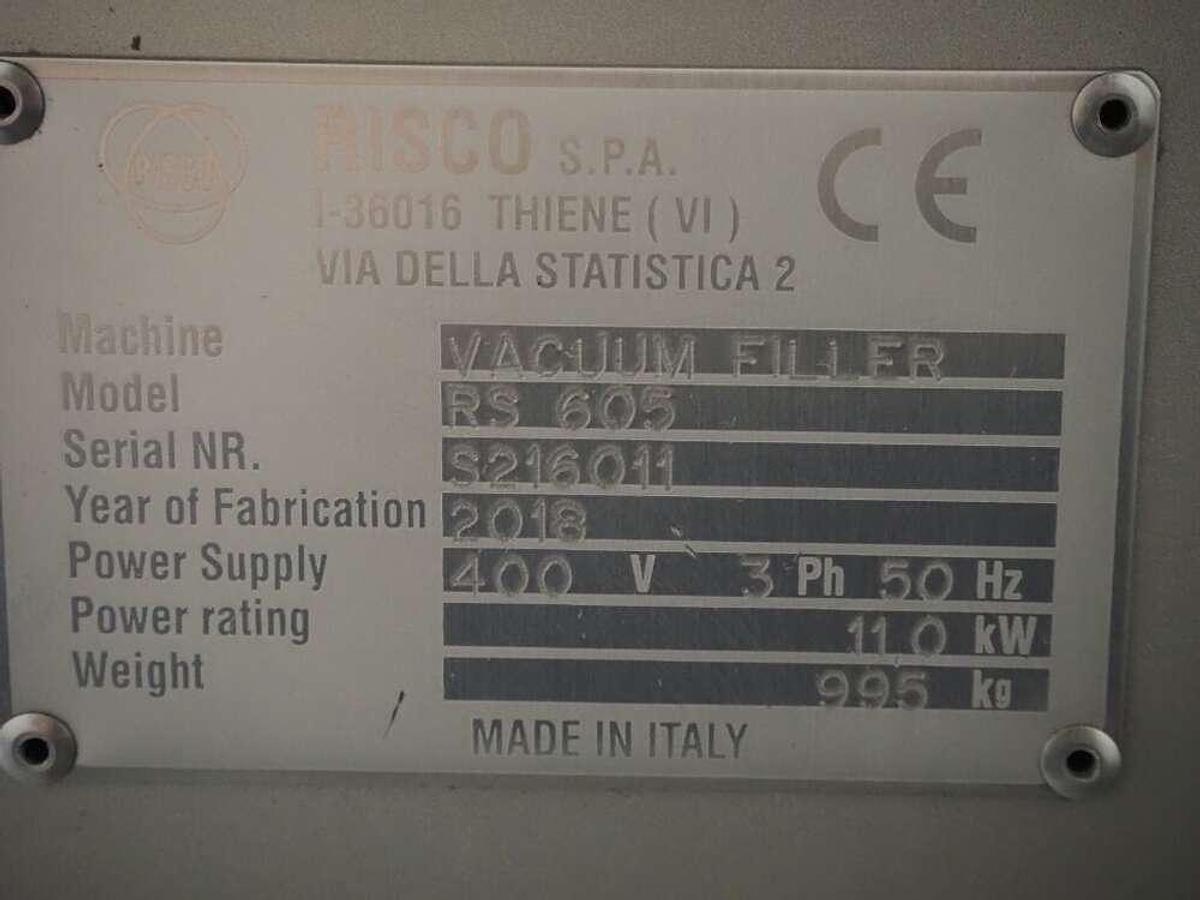 RISCO
RISCO S.P.A.
CE
I-36016 THIENE ( VI )
VIA DELLA STATISTICA 2
Machine VACUUM FILLER
Model RS 605
Serial NR. S216011
Year of Fabrication 2018
Power Supply 400 V 3 Ph 50 Hz
Power rating 11,0 kW
Weight 995 kg
MADE IN ITALY